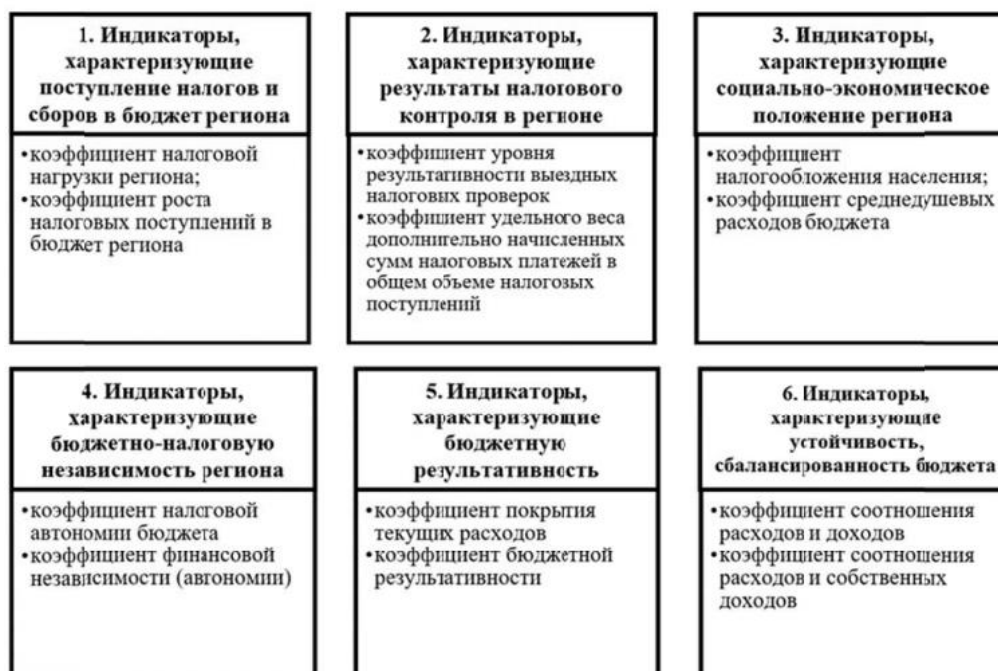 1. Индикаторы,
характеризующие
поступление налогов и
сборов в бюджет региона
•коэффициент налоговой
нагрузки региона;
•коэффициент роста
налоговых поступлений в
бюджет региона
2. Индикаторы,
характеризующие
результаты налогового
контроля в регионе
•коэффициент уровня
результативности выездных
налоговых проверок
•коэффициент удельного веса
дополнительно начисленных
сумм налоговых платежей в
общем объеме налоговых
поступлений
3. Индикаторы,
характеризующие
социально-экономическое
положение региона
•коэффициент
налогообложения населения;
•коэффициент среднедушевых
расходов бюджета
4. Индикаторы,
характеризующие
бюджетно-налоговую
независимость региона
•коэффициент налоговой
автономии бюджета
•коэффициент финансовой
независимости (автономии)
5. Индикаторы,
характеризующие
бюджетную
результативность
•коэффициент покрытия
текущих расходов
•коэффициент бюджетной
результативности
6. Индикаторы,
характеризующие
устойчивость,
сбалансированность бюджета
•коэффициент соотношения
расходов и доходов
•коэффициент соотношения
расходов и собственных
доходов